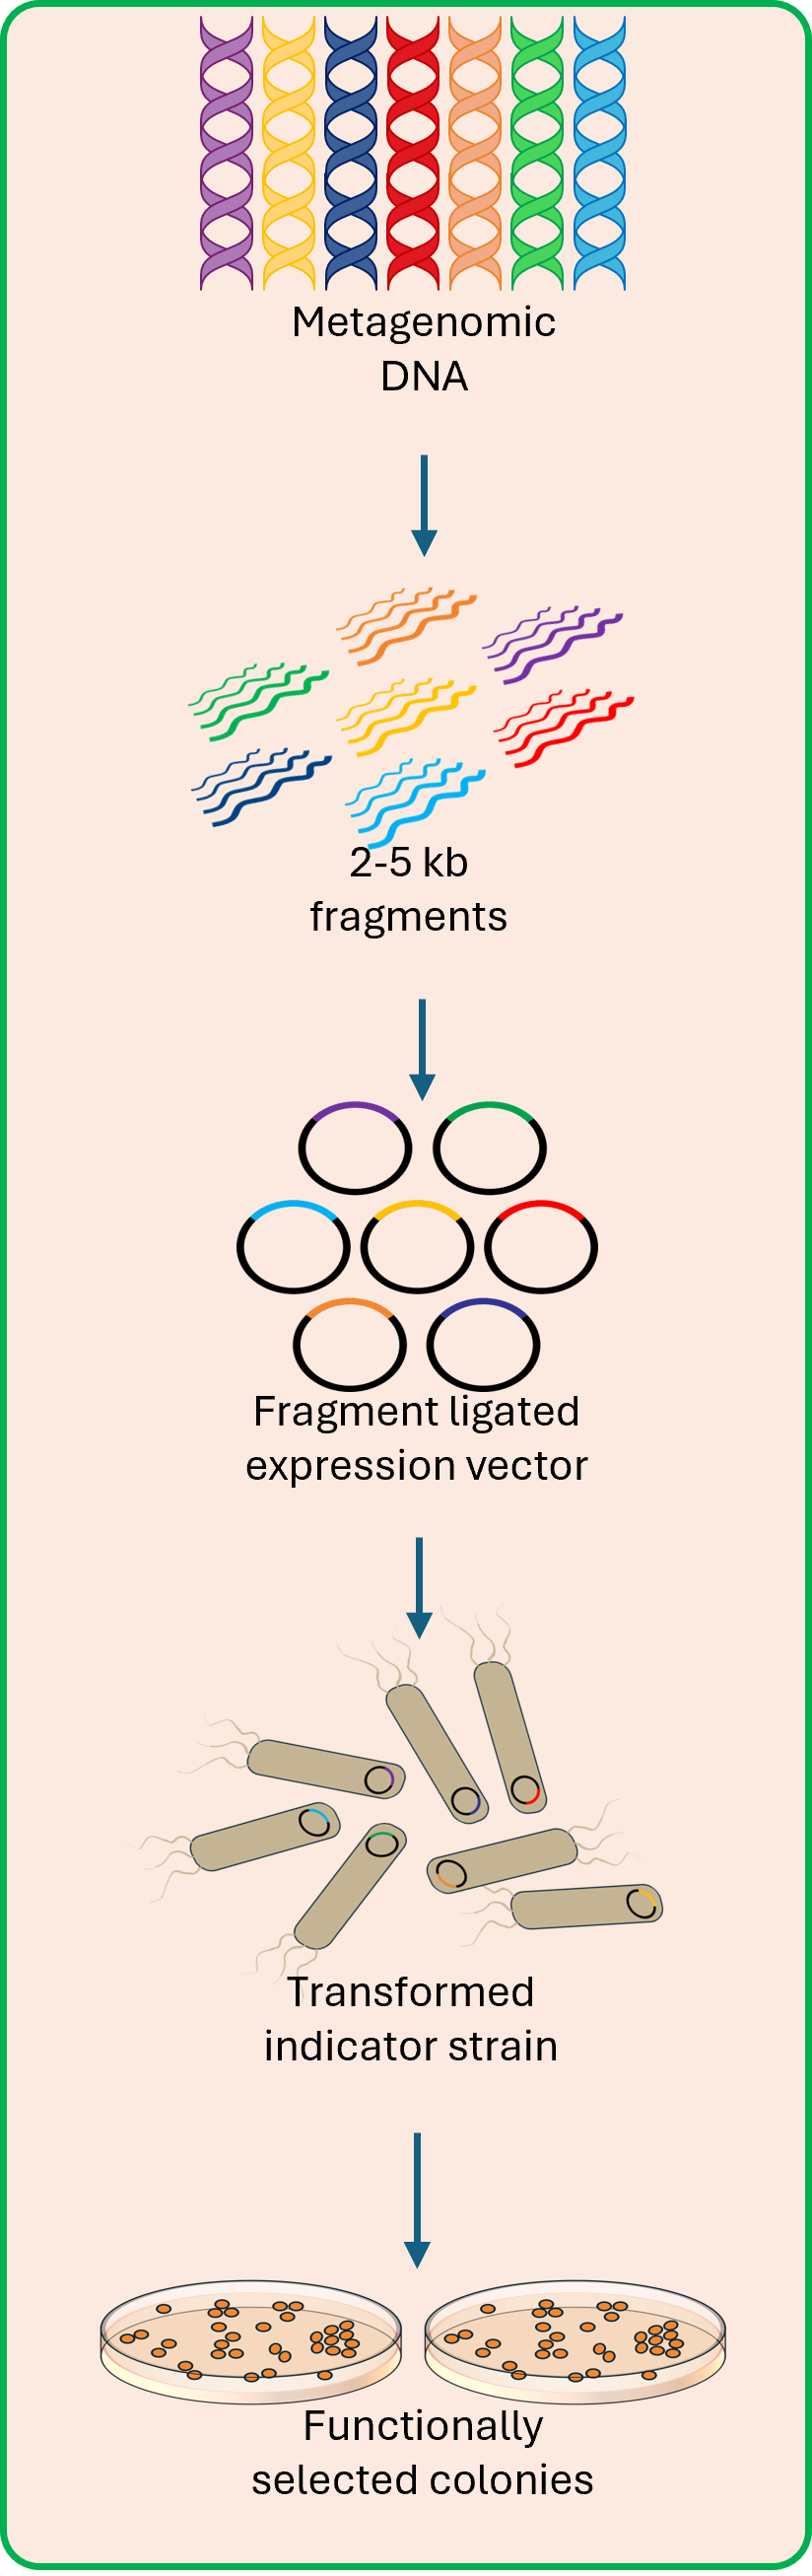 Metagenomic
DNA
2-5 kb
fragments
Fragment ligated
expression vector
Transformed
indicator strain
Functionally
selected colonies